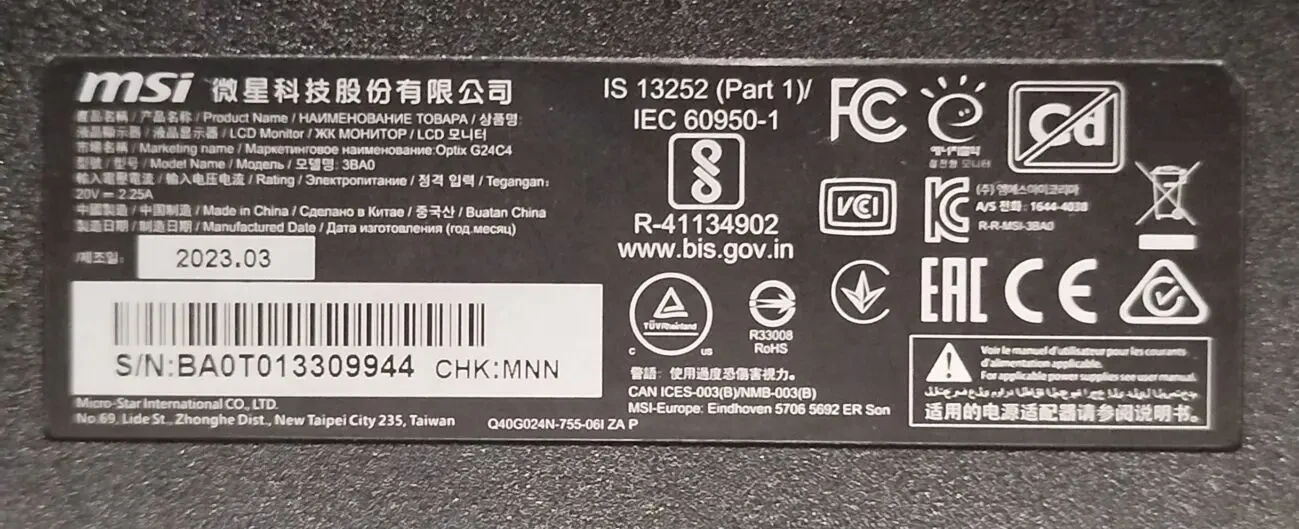 msi 微星科技股份有限公司
產品名稱 / 产品名称 / Product Name / НАИМЕНОВАНИЕ ТОВАРА / 상품명:
液晶顯示器 / 液晶显示器 / LCD Monitor / ЖК МОНИТОР / LCD 모니터
市場名稱 / Marketing name / Маркетинговое наименование:Optix G24C4
型號 / 型号 / Model Name / Модель / 모델명: 3BA0
輸入電壓電流 / 输入电压电流 / Rating / Электропитание / 정격 입력 / Tegangan:
20V ⎓ 2.25A
中國製造 / 中国制造 / Made in China / Сделано в Китае / 중국산 / Buatan China
製造日期 / 制造日期 / Manufactured Date / Дата изготовления (год.месяц)
/제조일:
2023.03
S/N:BA0T013309944 CHK:MNN
Micro-Star International CO., LTD.
No.69, Lide St., Zhonghe Dist., New Taipei City 235, Taiwan
Q40G024N-755-06I ZA P
IS 13252 (Part 1)/
IEC 60950-1
R-41134902
www.bis.gov.in
TÜVRheinland
C US
R33008
RoHS
警語: 使用過度恐傷害視力。
CAN ICES-003(B)/NMB-003(B)
MSI-Europe: Eindhoven 5706 5692 ER Son
FC
에너지절약
절전형 모니터
Cd
VCI
(주) 엠에스아이코리아
A/S 전화 : 1644-4038
R-R-MSI-3BA0
EAC CE
Voir le manuel d'utilisateur pour les courants
d'alimentations applicable.
For applicable power supplies see user manual.
适用的电源适配器请参阅说明书.